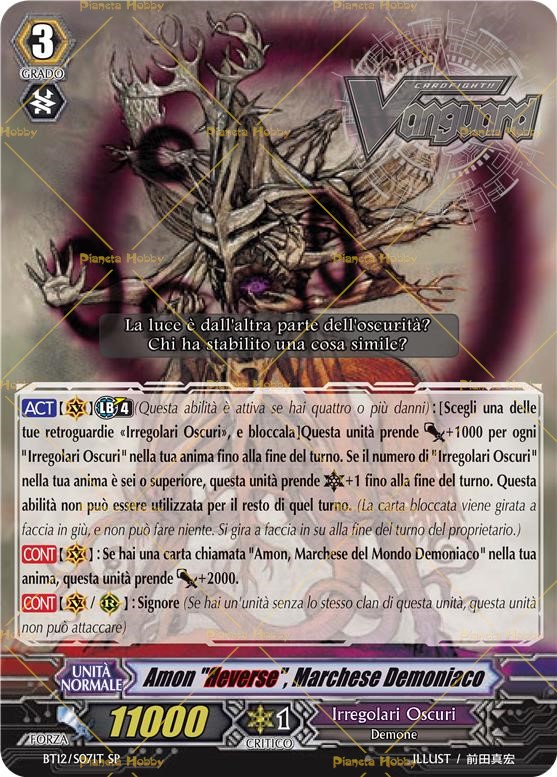 3
GRADO
CARDFIGHT!!
Vanguard
Pianeta Hobby
La luce è dall'altra parte dell'oscurità?
Chi ha stabilito una cosa simile?
ACT【V】LB4(Questa abilità è attiva se hai quattro o più danni) : [Scegli una delle
tue retroguardie «Irregolari Oscuri», e bloccala]Questa unità prende +1000 per ogni
"Irregolari Oscuri" nella tua anima fino alla fine del turno. Se il numero di "Irregolari Oscuri"
nella tua anima è sei o superiore, questa unità prende +1 fino alla fine del turno. Questa
abilità non può essere utilizzata per il resto di quel turno. (La carta bloccata viene girata a
faccia in giù, e non può fare niente. Si gira a faccia in su alla fine del turno del proprietario.)
CONT【V】: Se hai una carta chiamata "Amon, Marchese del Mondo Demoniaco" nella tua
anima, questa unità prende +2000.
CONT【V / R】: Signore (Se hai un'unità senza lo stesso clan di questa unità, questa unità
non può attaccare)
UNITÀ
NORMALE
Amon "Reverse", Marchese Demoniaco
FORZA
11000
1
CRITICO
Irregolari Oscuri
Demone
BT12/S07IT SP
ILLUST / 前田真宏